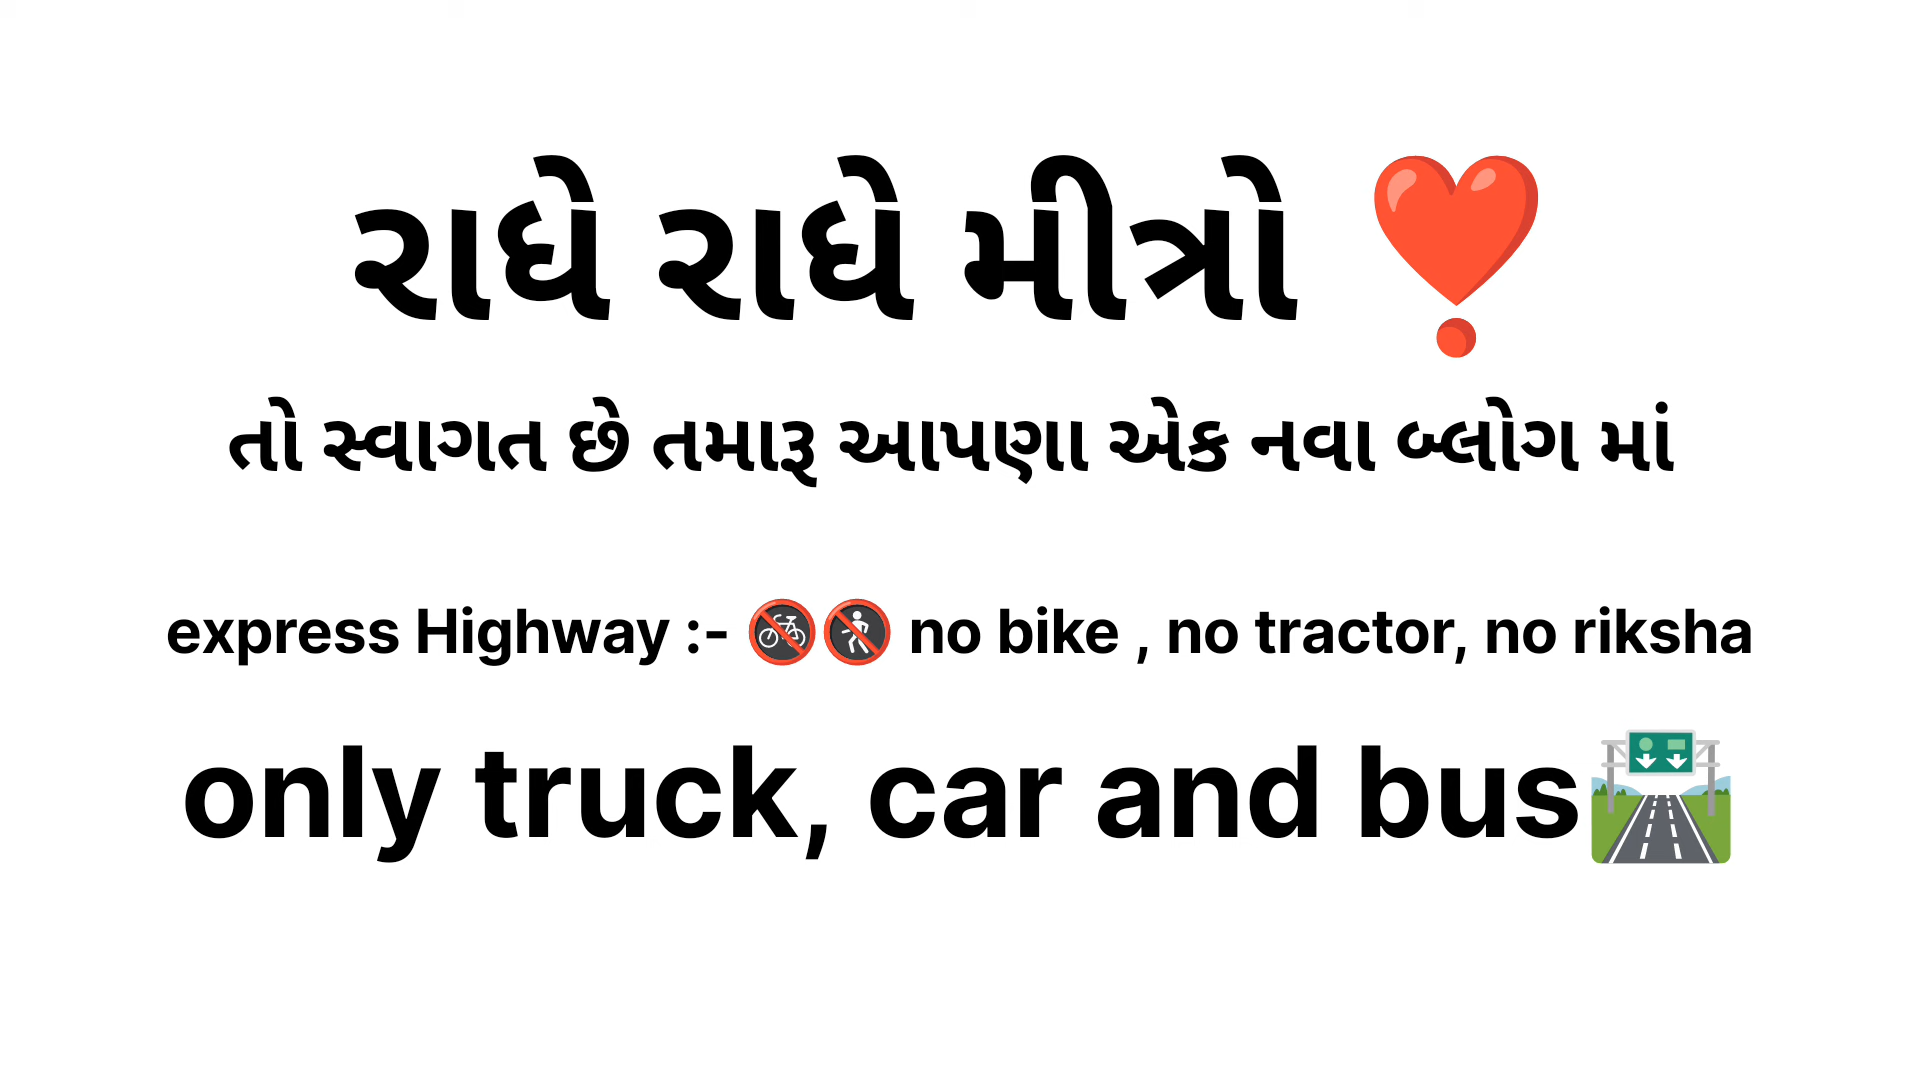 રાધે રાધે મીત્રો ❣️
તો સ્વાગત છે તમારૂ આપણા એક નવા બ્લોગ માં
express Highway :- 🚳🚷 no bike , no tractor, no riksha
only truck, car and bus🛣️